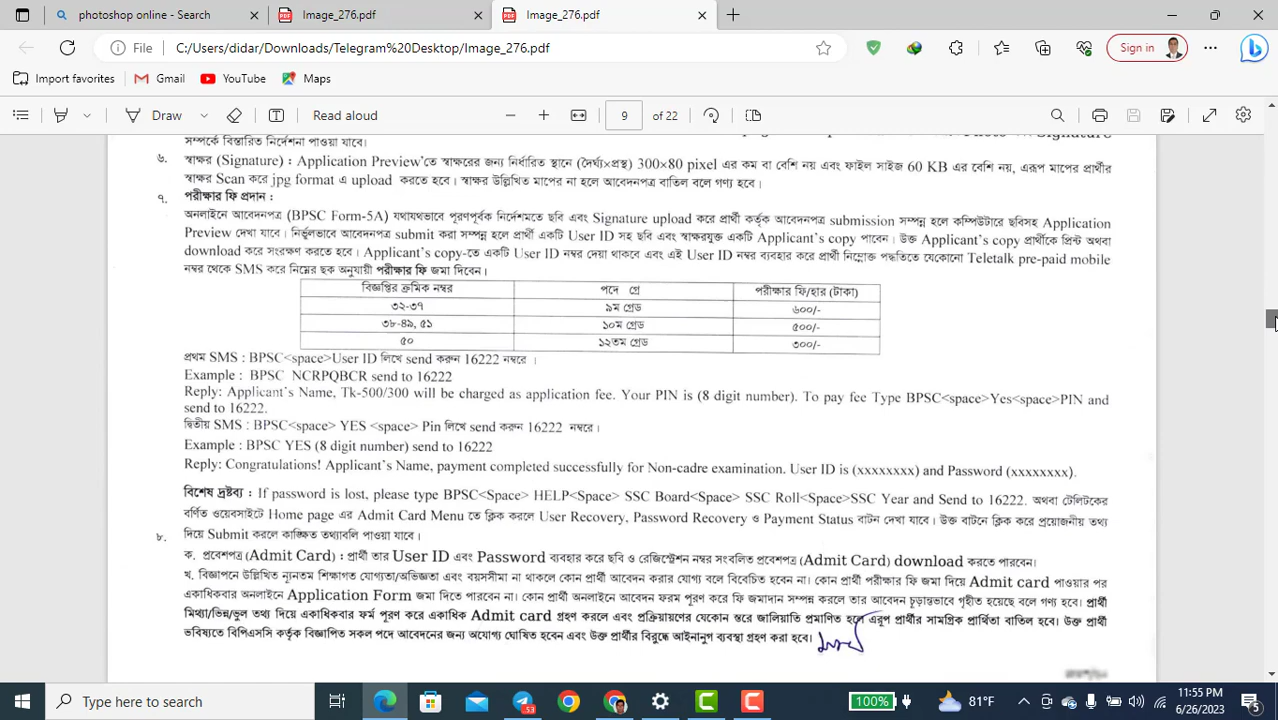 photoshop online - Search
Image_276.pdf
Image_276.pdf
File
C:/Users/didar/Downloads/Telegram%20Desktop/Image_276.pdf
Sign in
Import favorites
Gmail
YouTube
Maps
Draw
Read aloud
9
of 22
সম্পর্কে বিস্তারিত নির্দেশনা পাওয়া যাবে।
৬. স্বাক্ষর (Signature) : Application Preview'তে স্বাক্ষরের জন্য নির্ধারিত স্থানে (দৈর্ঘ্য×প্রস্থ) 300×80 pixel এর কম বা বেশি নয় এবং ফাইল সাইজ 60 KB এর বেশি নয়, এরূপ মাপের প্রার্থীর
স্বাক্ষর Scan করে jpg format এ upload করতে হবে। স্বাক্ষর উল্লিখিত মাপের না হলে আবেদনপত্র বাতিল বলে গণ্য হবে।
৭. পরীক্ষার ফি প্রদান :
অনলাইনে আবেদনপত্র (BPSC Form-5A) যথাযথভাবে পূরণপূর্বক নির্দেশমতে ছবি এবং Signature upload করে প্রার্থী কর্তৃক আবেদনপত্র submission সম্পন্ন হলে কম্পিউটারে ছবিসহ Application
Preview দেখা যাবে। নির্ভুলভাবে আবেদনপত্র submit করা সম্পন্ন হলে প্রার্থী একটি User ID সহ ছবি এবং স্বাক্ষরযুক্ত একটি Applicant's copy পাবেন। উক্ত Applicant's copy প্রার্থীকে প্রিন্ট অথবা
download করে সংরক্ষণ করতে হবে। Applicant's copy-তে একটি User ID নম্বর দেয়া থাকবে এবং এই User ID নম্বর ব্যবহার করে প্রার্থী নিম্নোক্ত পদ্ধতিতে যেকোনো Teletalk pre-paid mobile
নম্বর থেকে SMS করে নিম্নের ছক অনুযায়ী পরীক্ষার ফি জমা দিবেন।
বিজ্ঞপ্তির ক্রমিক নম্বর পদে গ্রে পরীক্ষার ফি/হার (টাকা)
৩২-৩৭ ৯ম গ্রেড ৬০০/-
৩৮-৪৯, ৫১ ১০ম গ্রেড ৫০০/-
৫০ ১২তম গ্রেড ৩০০/-
প্রথম SMS : BPSC<space>User ID লিখে send করুন 16222 নম্বরে ।
Example : BPSC NCRPQBCR send to 16222
Reply: Applicant's Name, Tk-500/300 will be charged as application fee. Your PIN is (8 digit number). To pay fee Type BPSC<space>Yes<space>PIN and
send to 16222.
দ্বিতীয় SMS : BPSC<space> YES <space> Pin লিখে send করুন 16222 নম্বরে।
Example : BPSC YES (8 digit number) send to 16222
Reply: Congratulations! Applicant's Name, payment completed successfully for Non-cadre examination. User ID is (xxxxxxxx) and Password (xxxxxxxx).
বিশেষ দ্রষ্টব্য : If password is lost, please type BPSC<Space> HELP<Space> SSC Board<Space> SSC Roll<Space>SSC Year and Send to 16222. অথবা টেলিটকের
বর্ণিত ওয়েবসাইটে Home page এর Admit Card Menu তে ক্লিক করলে User Recovery, Password Recovery ও Payment Status বাটন দেখা যাবে। উক্ত বাটনে ক্লিক করে প্রয়োজনীয় তথ্য
৮. দিয়ে Submit করলে কাঙ্ক্ষিত তথ্যাবলি পাওয়া যাবে।
ক. প্রবেশপত্র (Admit Card) : প্রার্থী তার User ID এবং Password ব্যবহার করে ছবি ও রেজিস্ট্রেশন নম্বর সংবলিত প্রবেশপত্র (Admit Card) download করতে পারবেন।
খ. বিজ্ঞাপনে উল্লিখিত ন্যূনতম শিক্ষাগত যোগ্যতা/অভিজ্ঞতা এবং বয়সসীমা না থাকলে কোন প্রার্থী আবেদন করার যোগ্য বলে বিবেচিত হবেন না। কোন প্রার্থী পরীক্ষার ফি জমা দিয়ে Admit card পাওয়ার পর
একাধিকবার অনলাইনে Application Form জমা দিতে পারবেন না। কোন প্রার্থীর অনলাইনে আবেদন ফরম পূরণ করে ফি জমাদান সম্পন্ন করলে তার আবেদন চূড়ান্তভাবে গৃহীত হয়েছে বলে গণ্য হবে। প্রার্থী
মিথ্যা/ভিন্ন/ভুল তথ্য দিয়ে একাধিকবার ফর্ম পূরণ করে একাধিক Admit card গ্রহণ করলে এবং প্রক্রিয়ায়ণের যেকোন স্তরে জালিয়াতি প্রমাণিত হলে এরূপ প্রার্থীর সামগ্রিক প্রার্থিতা বাতিল হবে। উক্ত প্রার্থী
ভবিষ্যতে বিপিএসসি কর্তৃক বিজ্ঞাপিত সকল পদে আবেদনের জন্য অযোগ্য ঘোষিত হবেন এবং উক্ত প্রার্থীর বিরুদ্ধে আইনানুগ ব্যবস্থা গ্রহণ করা হবে।
Type here to search
53
100%
81°F
11:55 PM
6/26/2023
5